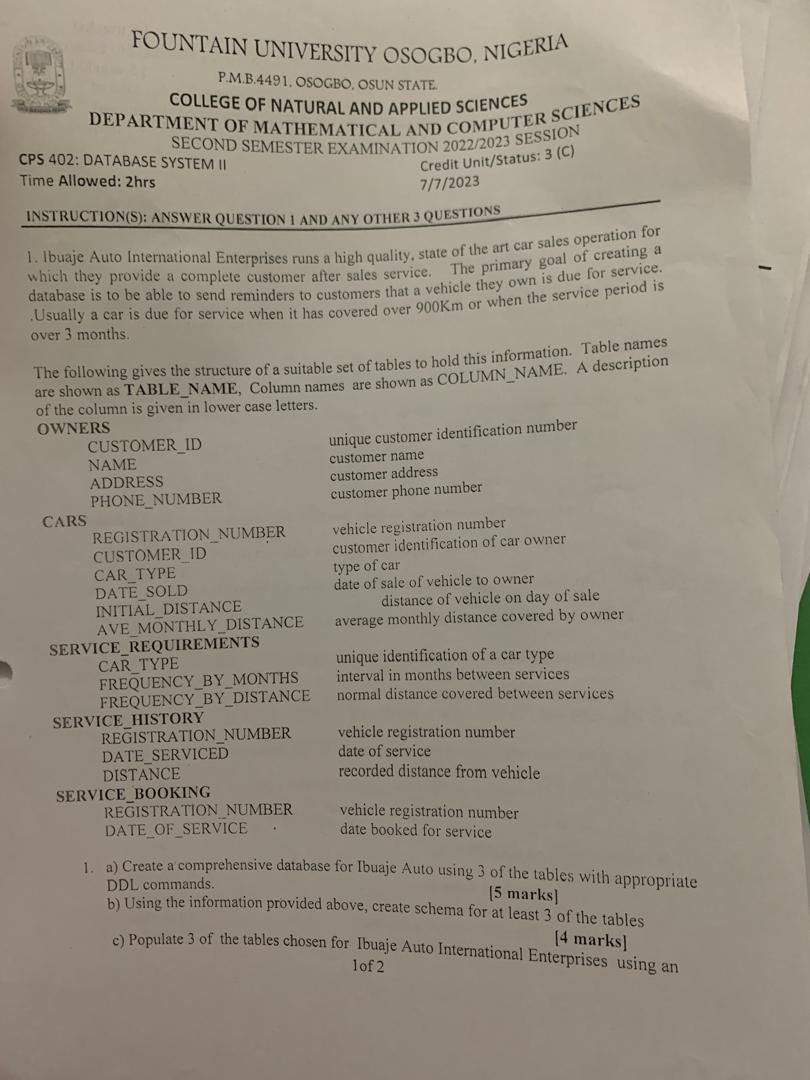 FOUNTAIN UNIVERSITY OSOGBO, NIGERIA
P.M.B.4491, OSOGBO, OSUN STATE.
COLLEGE OF NATURAL AND APPLIED SCIENCES
DEPARTMENT OF MATHEMATICAL AND COMPUTER SCIENCES
SECOND SEMESTER EXAMINATION 2022/2023 SESSION
CPS 402: DATABASE SYSTEM II Credit Unit/Status: 3 (C)
Time Allowed: 2hrs 7/7/2023
INSTRUCTION(S): ANSWER QUESTION 1 AND ANY OTHER 3 QUESTIONS
1. Ibuaje Auto International Enterprises runs a high quality, state of the art car sales operation for
which they provide a complete customer after sales service. The primary goal of creating a
database is to be able to send reminders to customers that a vehicle they own is due for service.
.Usually a car is due for service when it has covered over 900Km or when the service period is
over 3 months.
The following gives the structure of a suitable set of tables to hold this information. Table names
are shown as TABLE_NAME, Column names are shown as COLUMN_NAME. A description
of the column is given in lower case letters.
OWNERS
CUSTOMER_ID unique customer identification number
NAME customer name
ADDRESS customer address
PHONE_NUMBER customer phone number
CARS
REGISTRATION_NUMBER vehicle registration number
CUSTOMER_ID customer identification of car owner
CAR_TYPE type of car
DATE_SOLD date of sale of vehicle to owner
INITIAL_DISTANCE distance of vehicle on day of sale
AVE_MONTHLY_DISTANCE average monthly distance covered by owner
SERVICE_REQUIREMENTS
CAR_TYPE unique identification of a car type
FREQUENCY_BY_MONTHS interval in months between services
FREQUENCY_BY_DISTANCE normal distance covered between services
SERVICE_HISTORY
REGISTRATION_NUMBER vehicle registration number
DATE_SERVICED date of service
DISTANCE recorded distance from vehicle
SERVICE_BOOKING
REGISTRATION_NUMBER vehicle registration number
DATE_OF_SERVICE date booked for service
1. a) Create a comprehensive database for Ibuaje Auto using 3 of the tables with appropriate
DDL commands. [5 marks]
b) Using the information provided above, create schema for at least 3 of the tables
[4 marks]
c) Populate 3 of the tables chosen for Ibuaje Auto International Enterprises using an
1of 2